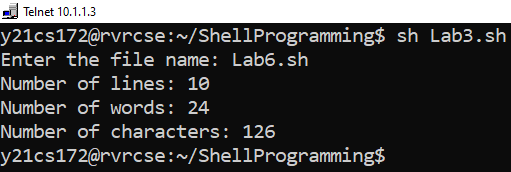 Telnet 10.1.1.3
y21cs172@rvrcse:~/ShellProgramming$ sh Lab3.sh
Enter the file name: Lab6.sh
Number of lines: 10
Number of words: 24
Number of characters: 126
y21cs172@rvrcse:~/ShellProgramming$